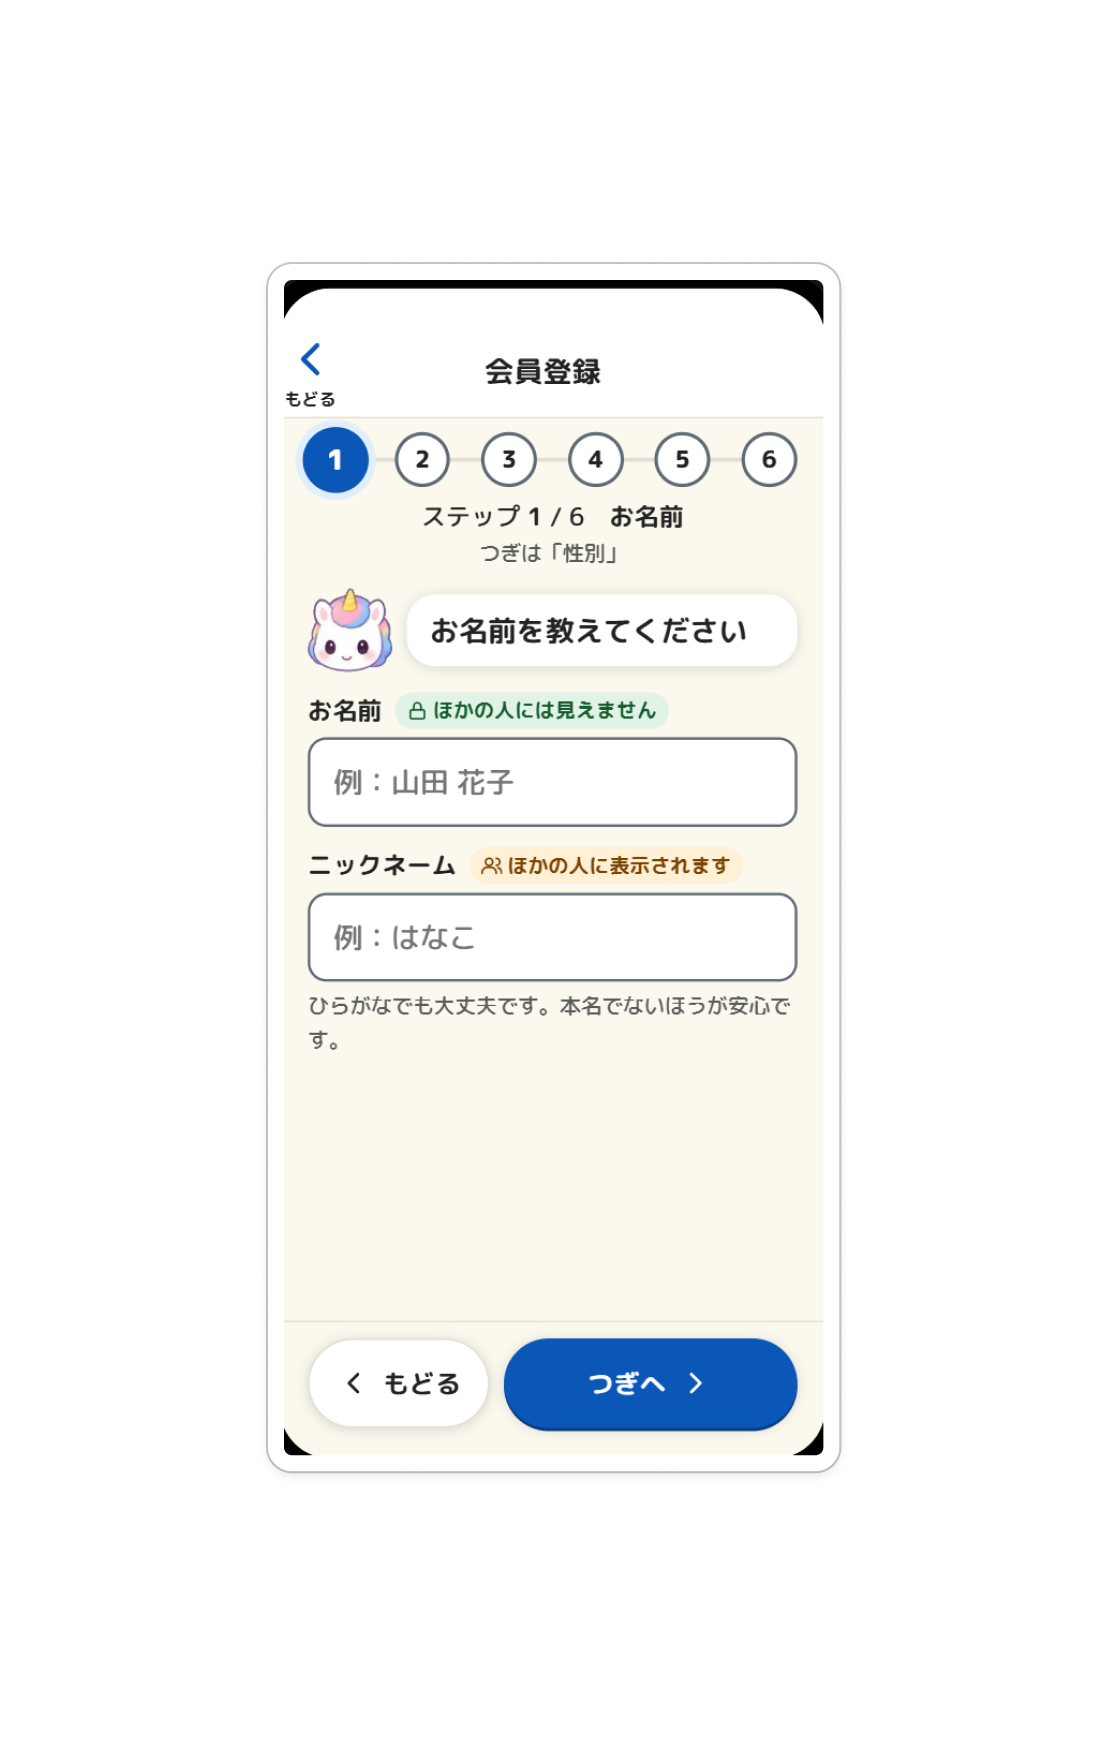 もどる
会員登録
1 2 3 4 5 6
ステップ 1 / 6 お名前
つぎは「性別」
お名前を教えてください
お名前 ほかの人には見えません
例：山田 花子
ニックネーム ほかの人に表示されます
例：はなこ
ひらがなでも大丈夫です。本名でないほうが安心で
す。
もどる つぎへ